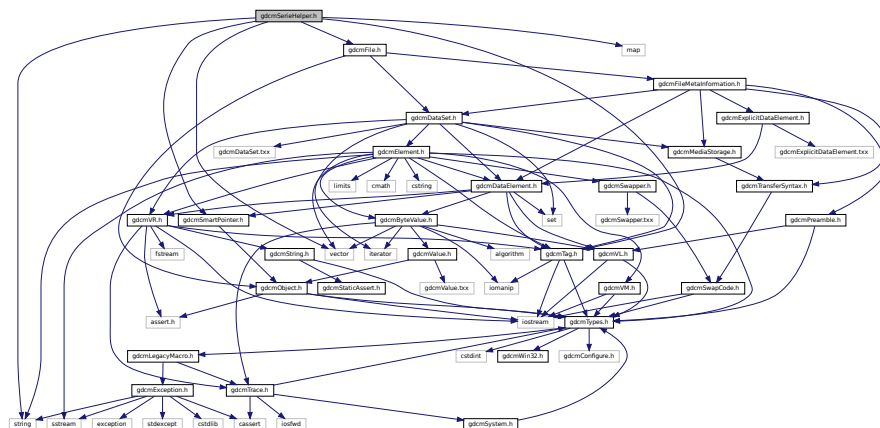 gdcmSerieHelper.h
gdcmFile.h
map
gdcmFileMetaInformation.h
gdcmDataSet.h
gdcmExplicitDataElement.h
gdcmDataSet.txx
gdcmElement.h
gdcmMediaStorage.h
gdcmExplicitDataElement.txx
limits
cmath
cstring
gdcmDataElement.h
gdcmSwapper.h
gdcmTransferSyntax.h
gdcmVR.h
gdcmSmartPointer.h
gdcmByteValue.h
set
gdcmSwapper.txx
gdcmPreamble.h
fstream
gdcmString.h
vector
iterator
gdcmValue.h
algorithm
gdcmTag.h
gdcmVL.h
gdcmObject.h
gdcmStaticAssert.h
gdcmValue.txx
iomanip
gdcmVM.h
gdcmSwapCode.h
assert.h
iostream
gdcmTypes.h
gdcmLegacyMacro.h
cstdint
gdcmWin32.h
gdcmConfigure.h
gdcmException.h
gdcmTrace.h
string
sstream
exception
stdexcept
cstdlib
cassert
iosfwd
gdcmSystem.h